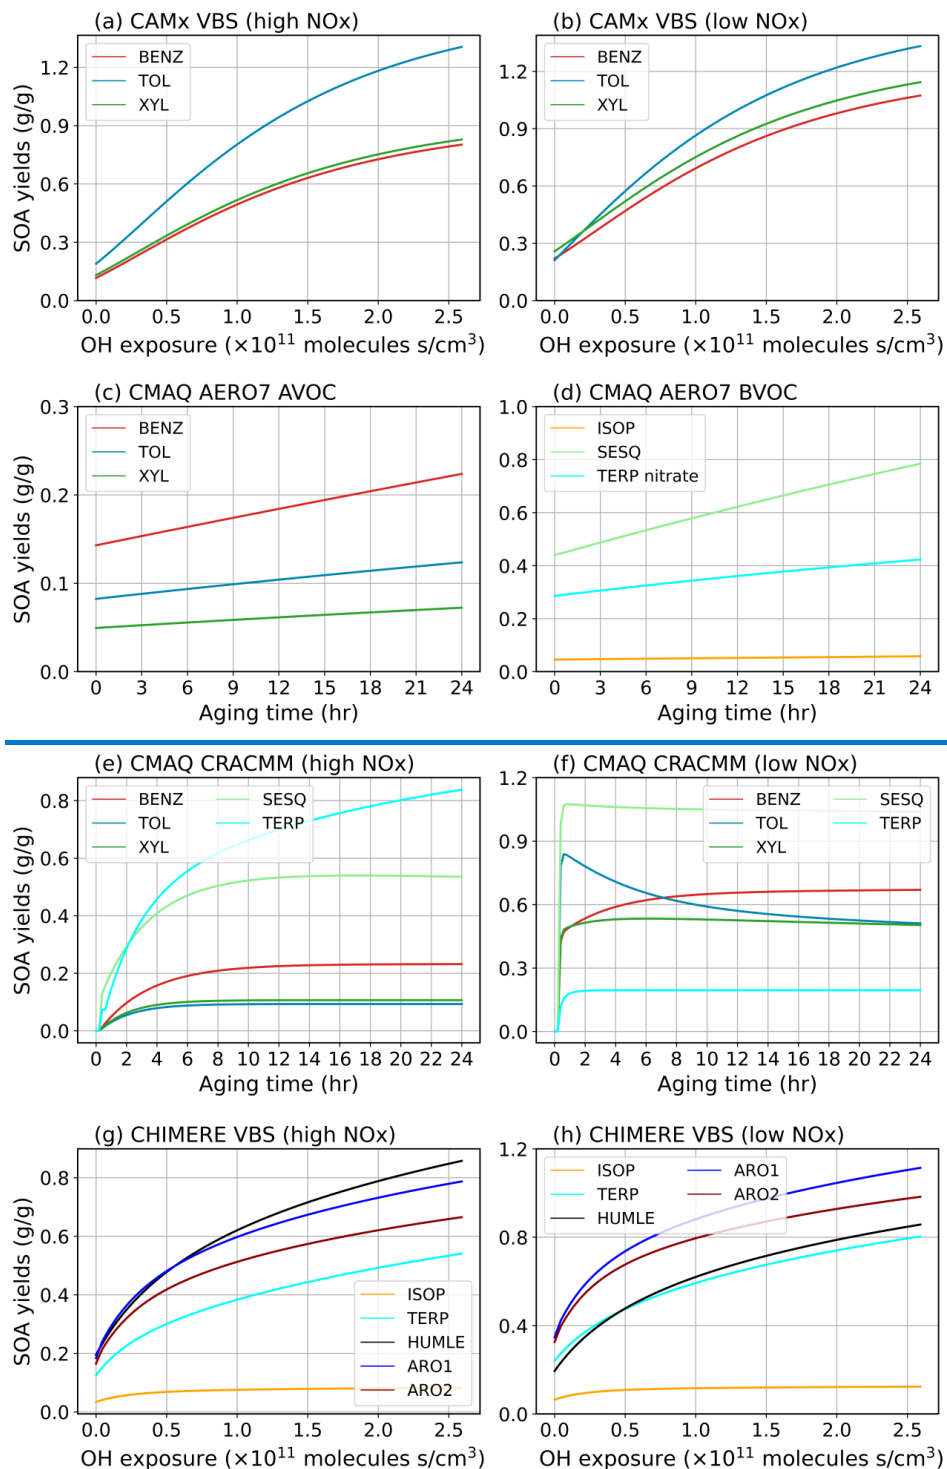 (a) CAMx VBS (high NOx)
SOA yields (g/g)
1.2
0.9
0.6
0.3
0.0
BENZ
TOL
XYL
0.0 0.5 1.0 1.5 2.0 2.5
OH exposure (×10¹¹ molecules s/cm³)
(b) CAMx VBS (low NOx)
1.2
0.9
0.6
0.3
0.0
BENZ
TOL
XYL
0.0 0.5 1.0 1.5 2.0 2.5
OH exposure (×10¹¹ molecules s/cm³)
(c) CMAQ AERO7 AVOC
SOA yields (g/g)
0.3
0.2
0.1
0.0
BENZ
TOL
XYL
0 3 6 9 12 15 18 21 24
Aging time (hr)
(d) CMAQ AERO7 BVOC
1.0
0.8
0.6
0.4
0.2
0.0
ISOP
SESQ
TERP nitrate
0 3 6 9 12 15 18 21 24
Aging time (hr)
(e) CMAQ CRACMM (high NOx)
SOA yields (g/g)
0.8
0.6
0.4
0.2
0.0
BENZ SESQ
TOL TERP
XYL
0 2 4 6 8 10 12 14 16 18 20 22 24
Aging time (hr)
(f) CMAQ CRACMM (low NOx)
1.2
0.9
0.6
0.3
0.0
BENZ SESQ
TOL TERP
XYL
0 2 4 6 8 10 12 14 16 18 20 22 24
Aging time (hr)
(g) CHIMERE VBS (high NOx)
SOA yields (g/g)
0.8
0.6
0.4
0.2
0.0
ISOP
TERP
HUMLE
ARO1
ARO2
0.0 0.5 1.0 1.5 2.0 2.5
OH exposure (×10¹¹ molecules s/cm³)
(h) CHIMERE VBS (low NOx)
1.2
0.8
0.4
0.0
ISOP ARO1
TERP ARO2
HUMLE
0.0 0.5 1.0 1.5 2.0 2.5
OH exposure (×10¹¹ molecules s/cm³)